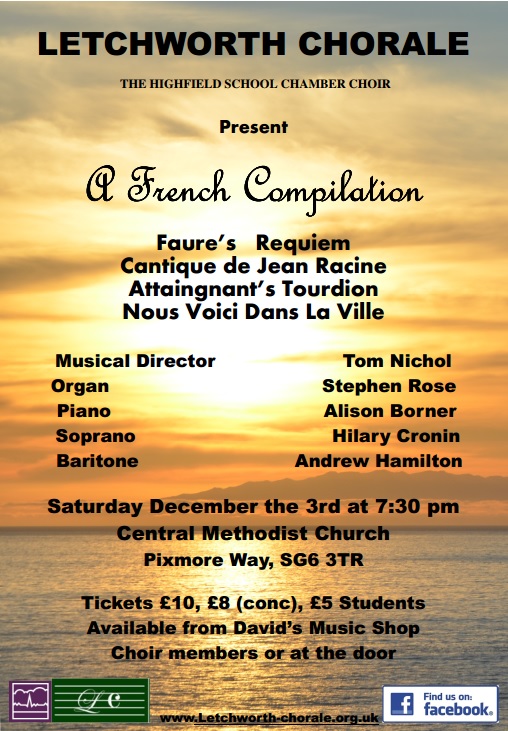 LETCHWORTH CHORALE
THE HIGHFIELD SCHOOL CHAMBER CHOIR
Present
A French Compilation
Faure's Requiem
Cantique de Jean Racine
Attaingnant's Tourdion
Nous Voici Dans La Ville
Musical Director Tom Nichol
Organ Stephen Rose
Piano Alison Borner
Soprano Hilary Cronin
Baritone Andrew Hamilton
Saturday December the 3rd at 7:30 pm
Central Methodist Church
Pixmore Way, SG6 3TR
Tickets £10, £8 (conc), £5 Students
Available from David's Music Shop
Choir members or at the door
L C
www.Letchworth-chorale.org.uk
f Find us on:
facebook.